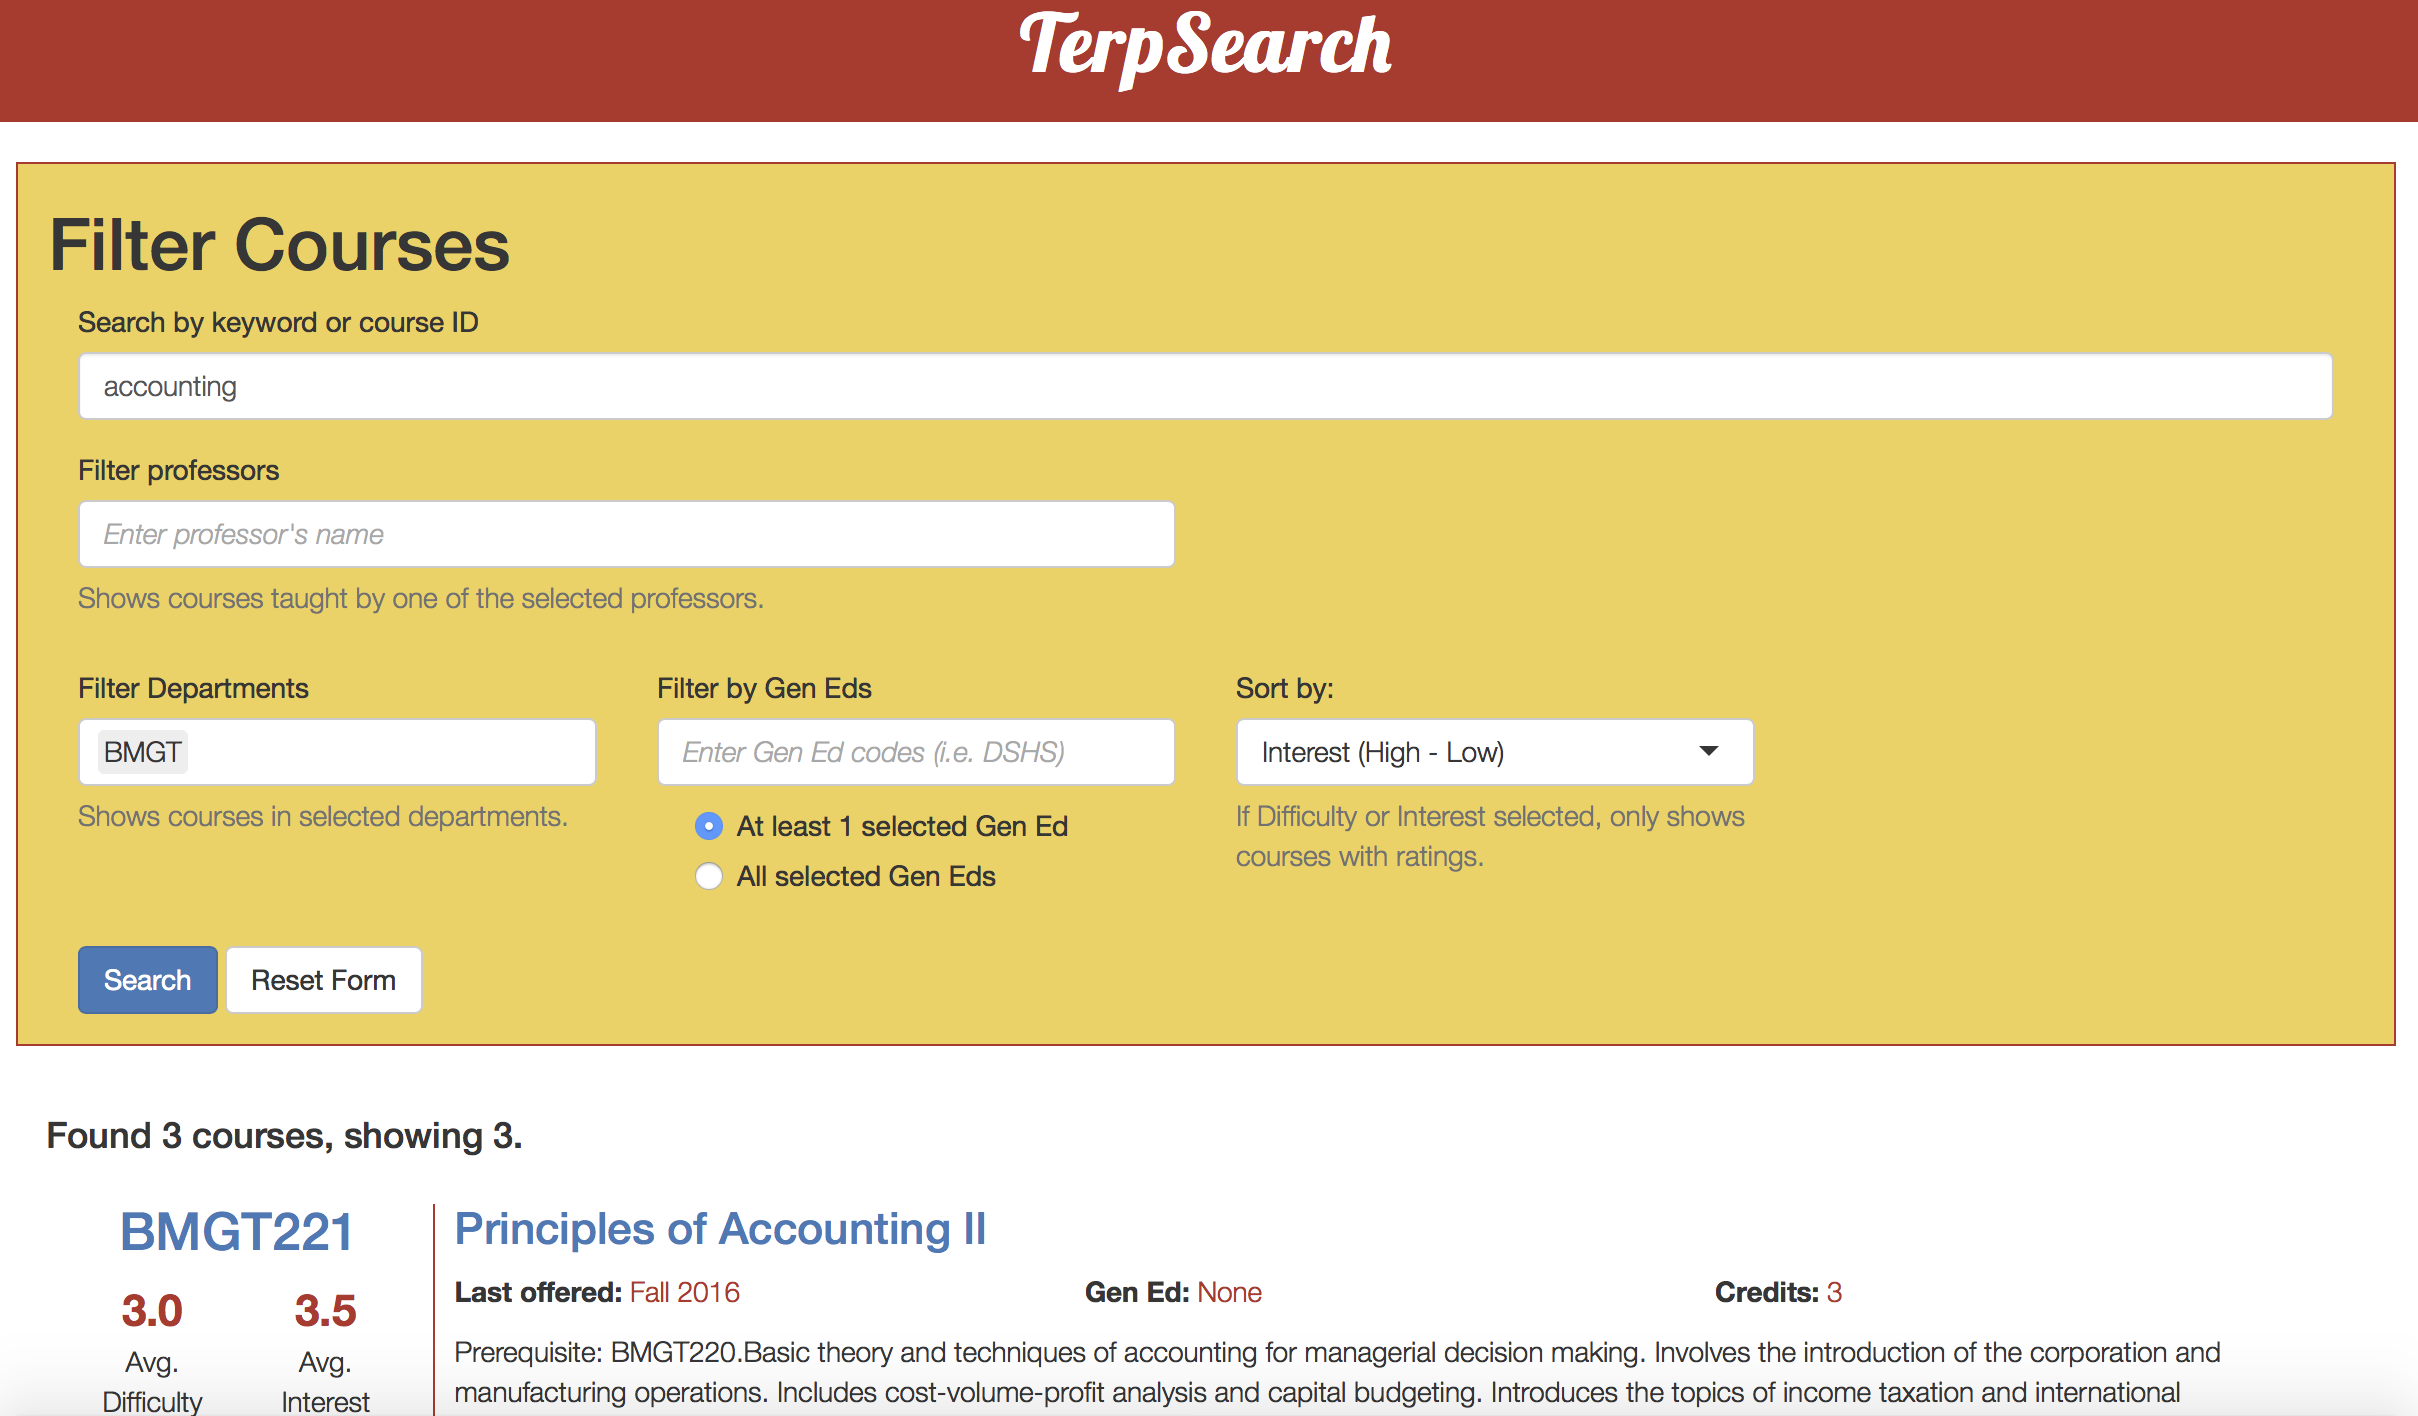 TerpSearch
Filter Courses
Search by keyword or course ID
accounting
Filter professors
Enter professor's name
Shows courses taught by one of the selected professors.
Filter Departments
BMGT
Shows courses in selected departments.
Filter by Gen Eds
Enter Gen Ed codes (i.e. DSHS)
At least 1 selected Gen Ed
All selected Gen Eds
Sort by:
Interest (High - Low)
If Difficulty or Interest selected, only shows
courses with ratings.
Search
Reset Form
Found 3 courses, showing 3.
BMGT221
3.0
Avg.
Difficulty
3.5
Avg.
Interest
Principles of Accounting II
Last offered: Fall 2016
Gen Ed: None
Credits: 3
Prerequisite: BMGT220.Basic theory and techniques of accounting for managerial decision making. Involves the introduction of the corporation and
manufacturing operations. Includes cost-volume-profit analysis and capital budgeting. Introduces the topics of income taxation and international